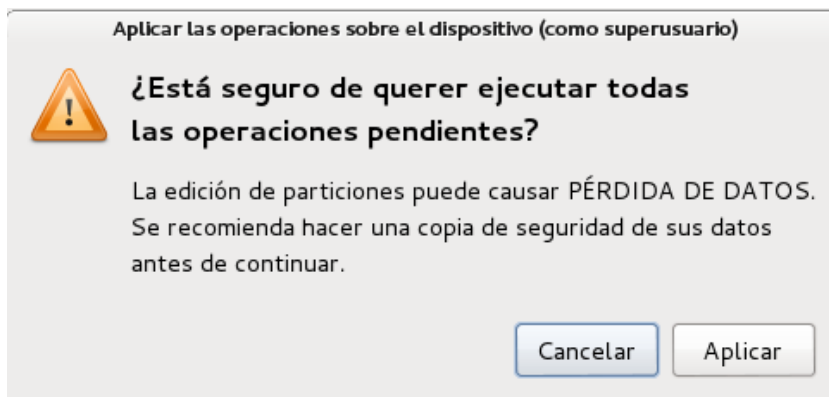 Aplicar las operaciones sobre el dispositivo (como superusuario)
¿Está seguro de querer ejecutar todas
las operaciones pendientes?
La edición de particiones puede causar PÉRDIDA DE DATOS.
Se recomienda hacer una copia de seguridad de sus datos
antes de continuar.
Cancelar Aplicar